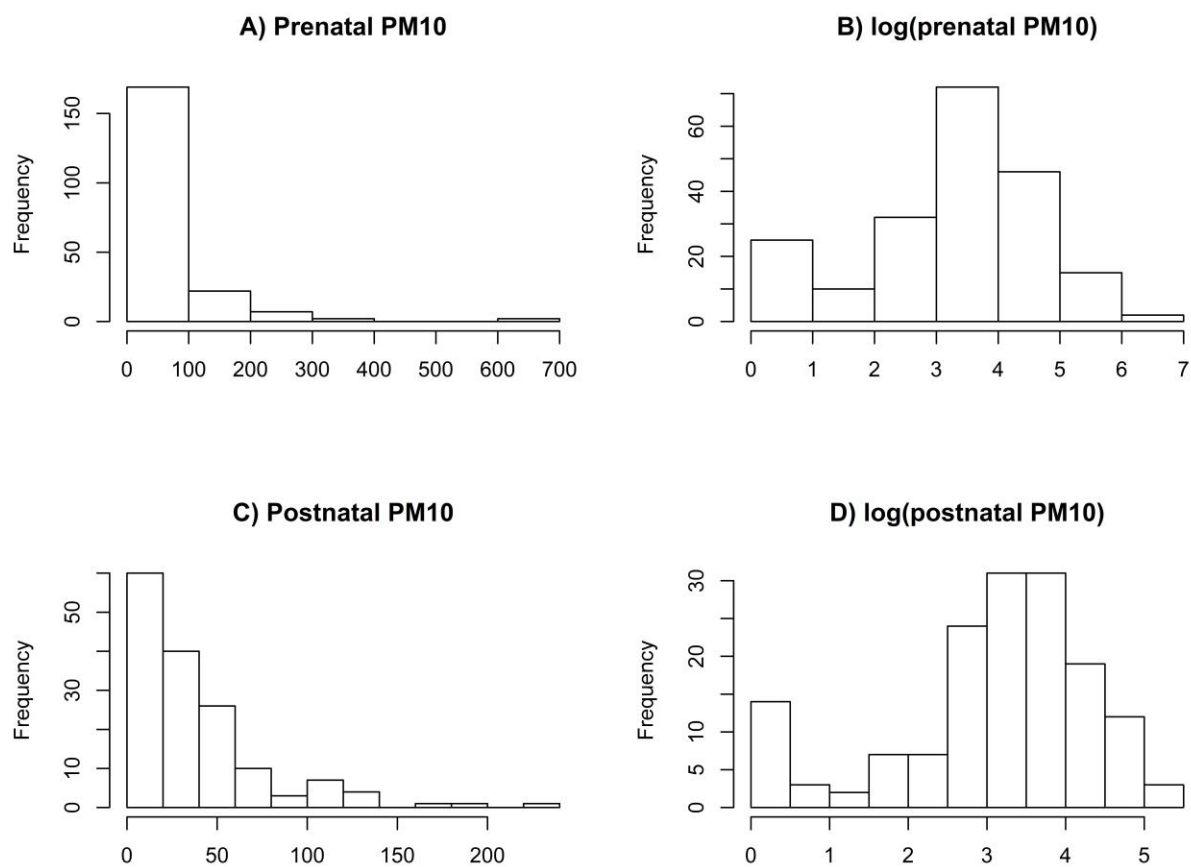 A) Prenatal PM10
Frequency
0 50 100 150
0 100 200 300 400 500 600 700
B) log(prenatal PM10)
Frequency
0 20 40 60
0 1 2 3 4 5 6 7
C) Postnatal PM10
Frequency
0 10 30 50
0 50 100 150 200
D) log(postnatal PM10)
Frequency
0 5 10 20 30
0 1 2 3 4 5